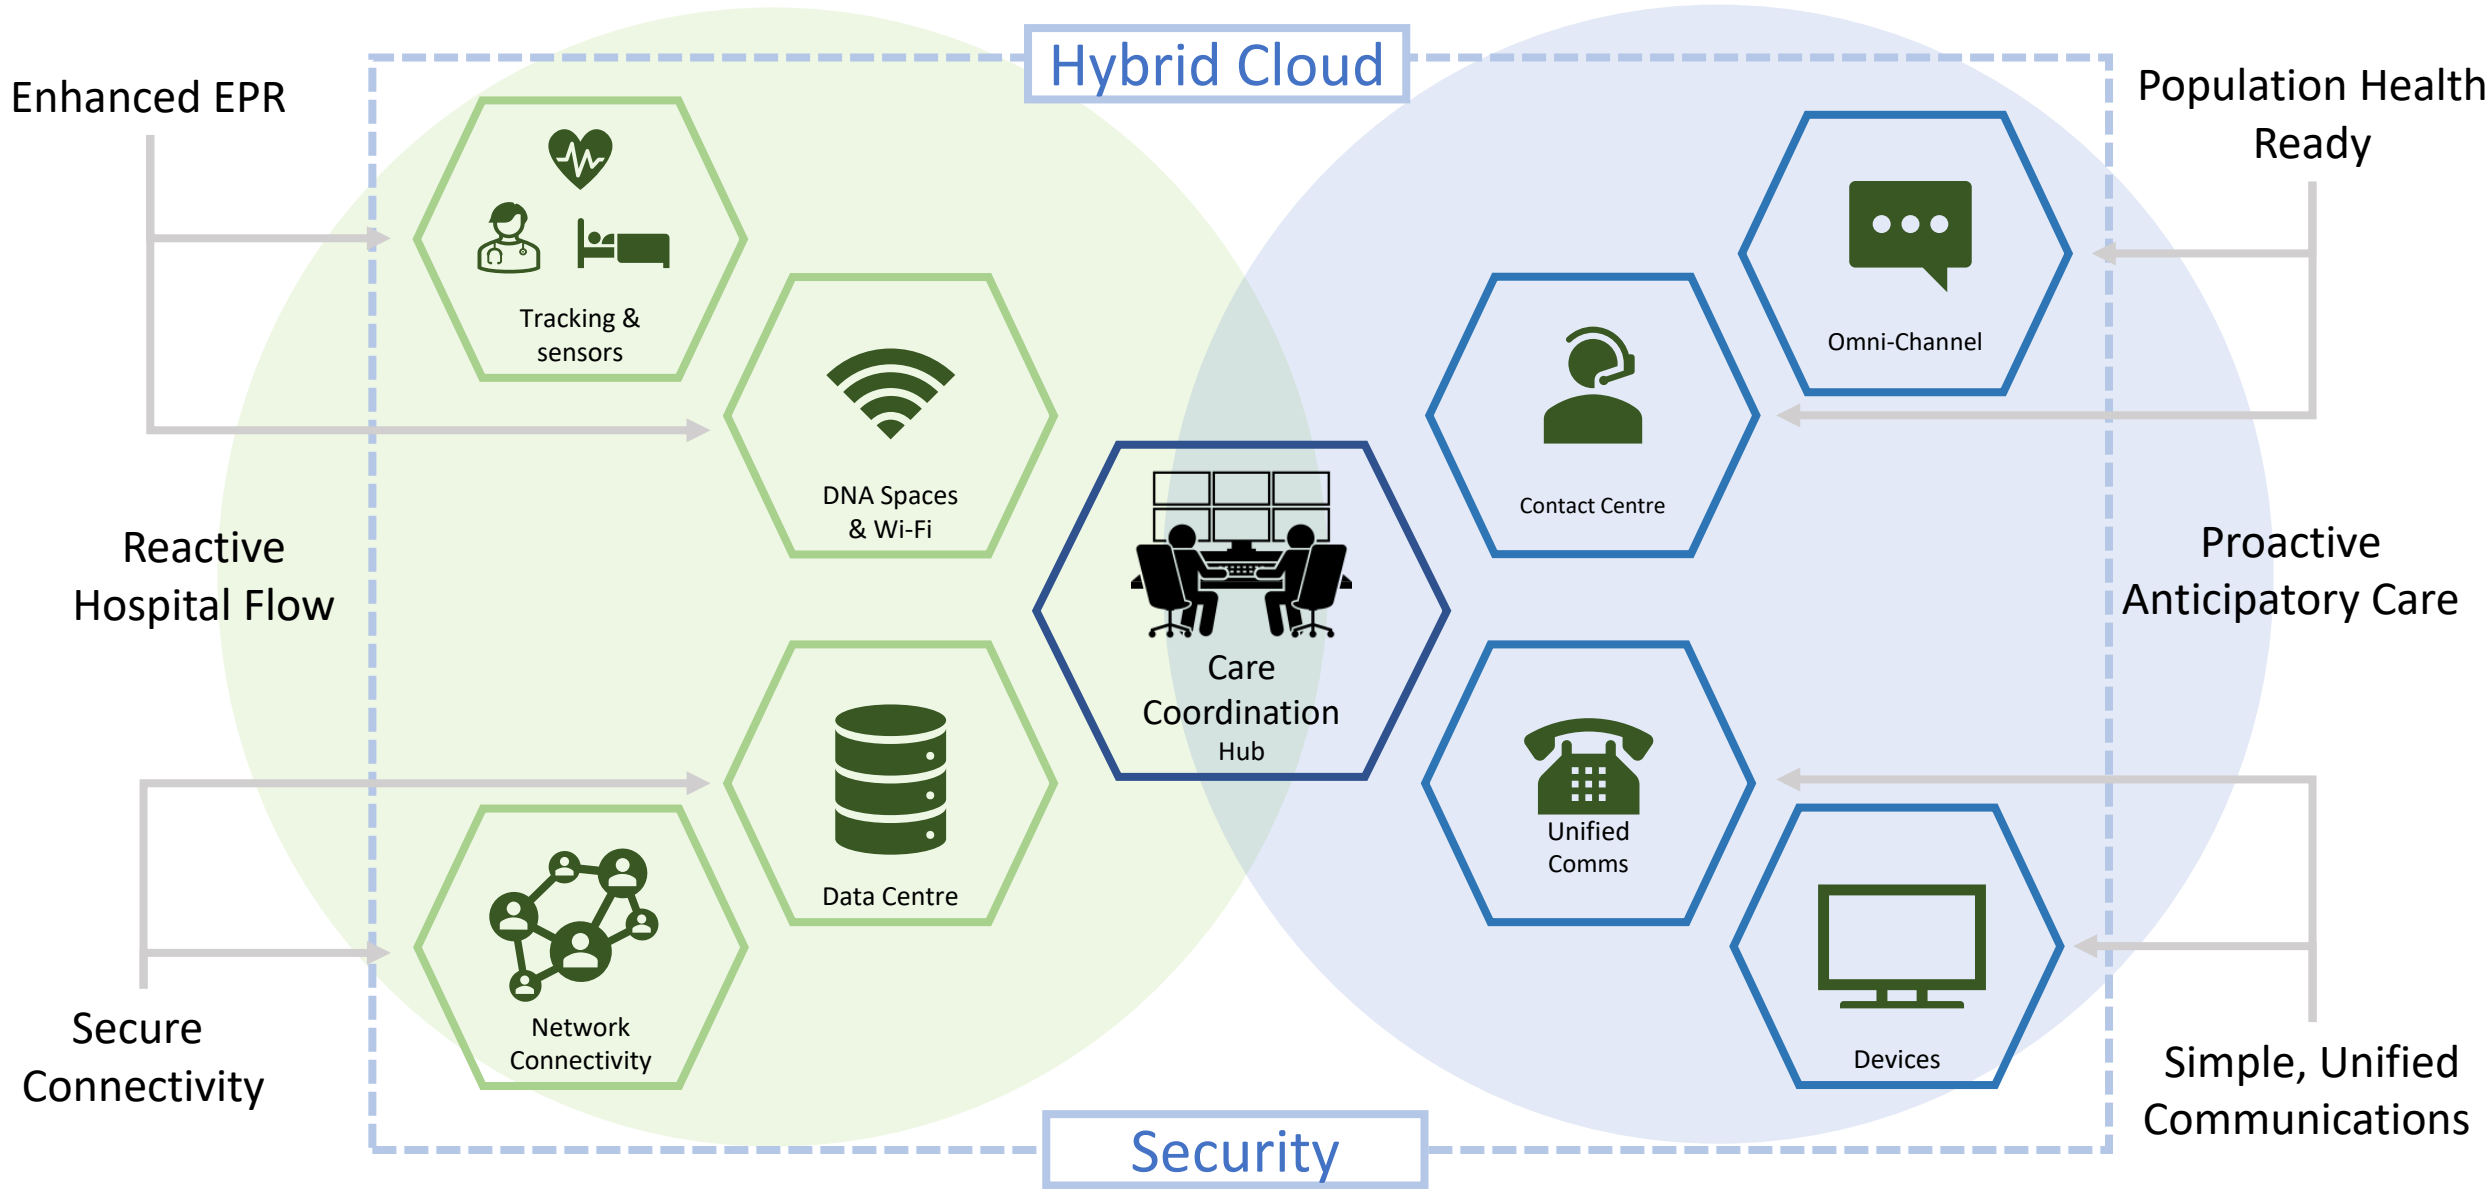 Hybrid Cloud
Enhanced EPR
Population Health
Ready
Tracking &
sensors
Omni-Channel
DNA Spaces
& Wi-Fi
Contact Centre
Reactive
Hospital Flow
Proactive
Anticipatory Care
Care
Coordination
Hub
Unified
Comms
Data Centre
Network
Connectivity
Devices
Secure
Connectivity
Simple, Unified
Communications
Security